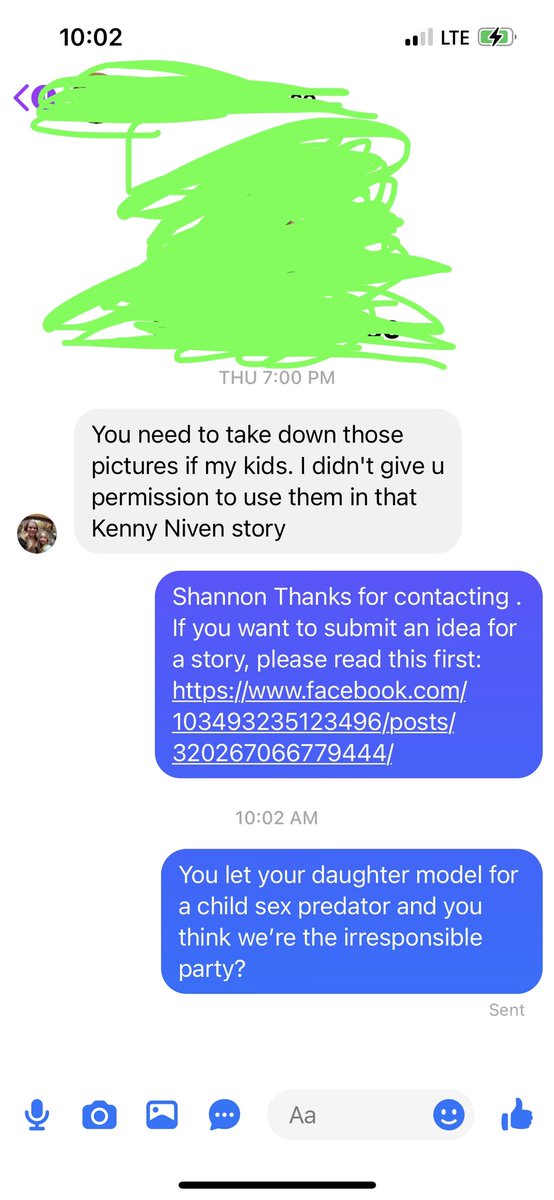 10:02
LTE
THU 7:00 PM
You need to take down those
pictures if my kids. I didn't give u
permission to use them in that
Kenny Niven story
Shannon Thanks for contacting .
If you want to submit an idea for
a story, please read this first:
https://www.facebook.com/
103493235123496/posts/
320267066779444/
10:02 AM
You let your daughter model for
a child sex predator and you
think we’re the irresponsible
party?
Sent
Aa